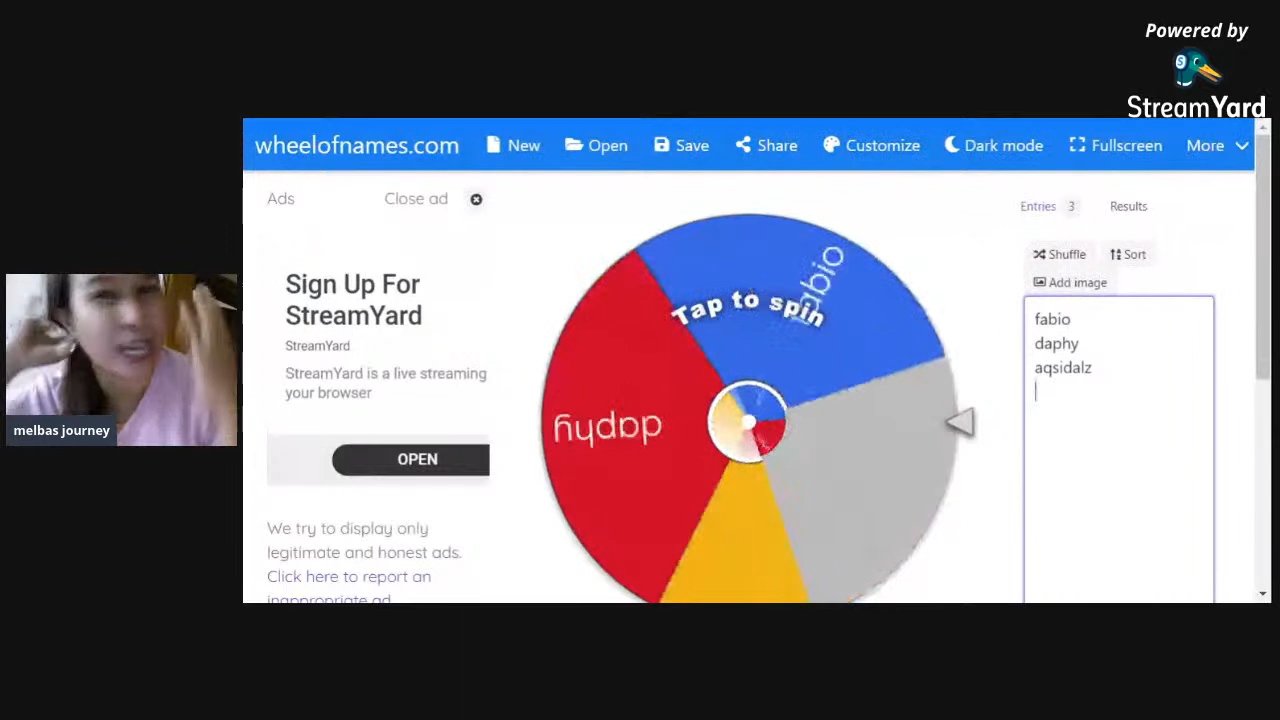 Powered by
StreamYard
wheelofnames.com New Open Save Share Customize Dark mode Fullscreen More
Ads Close ad
Entries 3 Results
Shuffle Sort
Add image
Sign Up For
StreamYard
StreamYard
StreamYard is a live streaming
your browser
OPEN
We try to display only
legitimate and honest ads.
Click here to report an
inappropriate ad
fabio
Tap to spin
daphy
fabio
daphy
aqsidalz
melbas journey